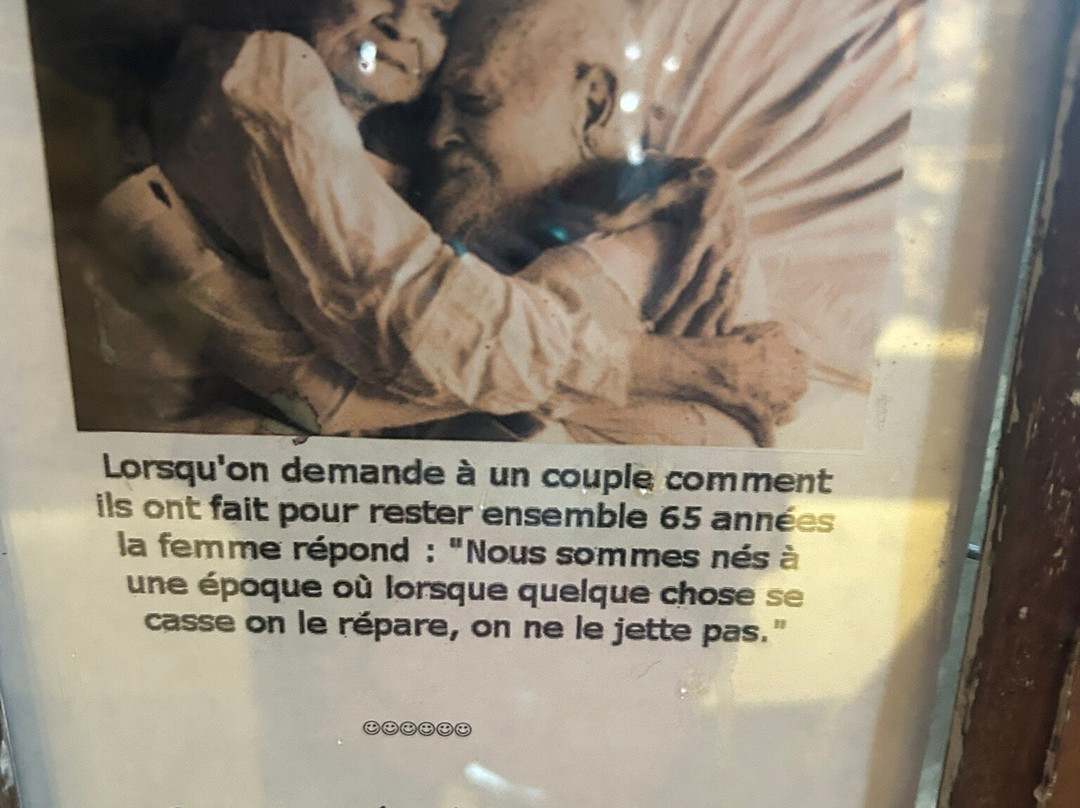 Lorsqu'on demande à un couple comment
ils ont fait pour rester ensemble 65 années
la femme répond : "Nous sommes nés à
une époque où lorsque quelque chose se
casse on le répare, on ne le jette pas."
☺☺☺☺☺☺